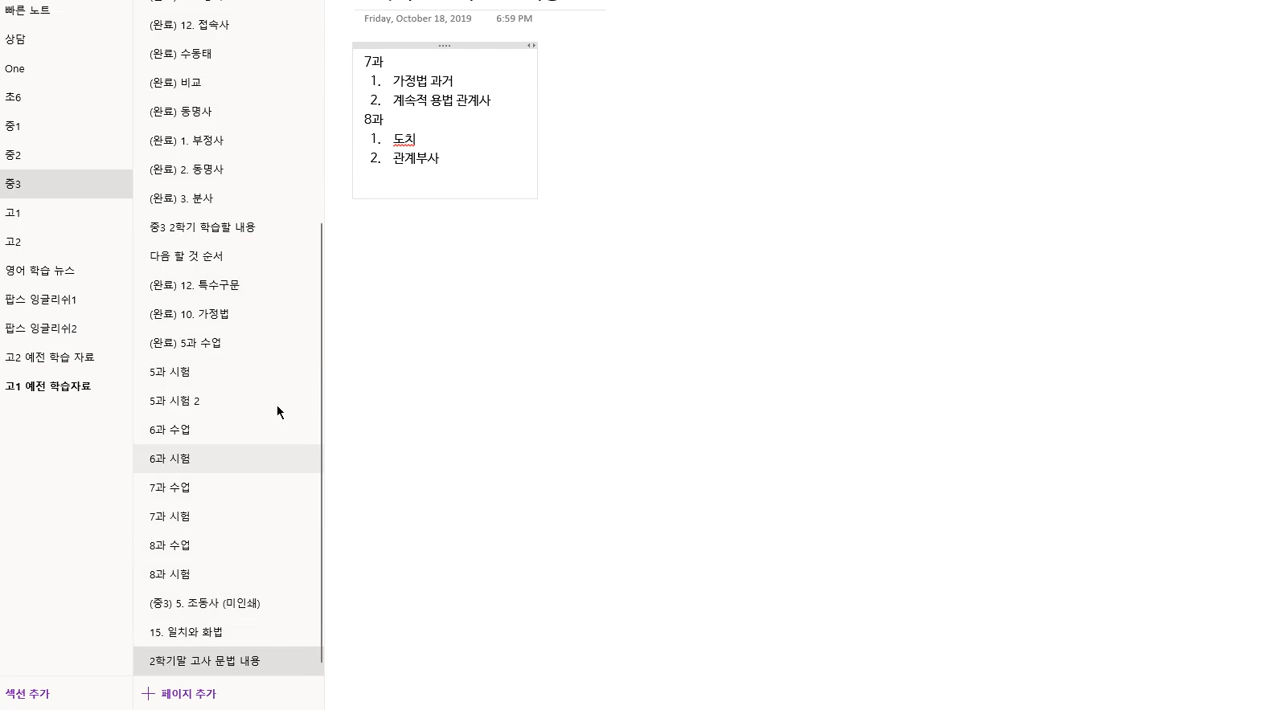 빠른 노트
상담
One
초6
중1
중2
중3
고1
고2
영어 학습 뉴스
팝스 잉글리쉬1
팝스 잉글리쉬2
고2 예전 학습 자료
고1 예전 학습자료
섹션 추가
(완료) 12. 접속사
(완료) 수동태
(완료) 비교
(완료) 동명사
(완료) 1. 부정사
(완료) 2. 동명사
(완료) 3. 분사
중3 2학기 학습할 내용
다음 할 것 순서
(완료) 12. 특수구문
(완료) 10. 가정법
(완료) 5과 수업
5과 시험
5과 시험 2
6과 수업
6과 시험
7과 수업
7과 시험
8과 수업
8과 시험
(중3) 5. 조동사 (미인쇄)
15. 일치와 화법
2학기말 고사 문법 내용
페이지 추가
Friday, October 18, 2019 6:59 PM
7과
1. 가정법 과거
2. 계속적 용법 관계사
8과
1. 도치
2. 관계부사